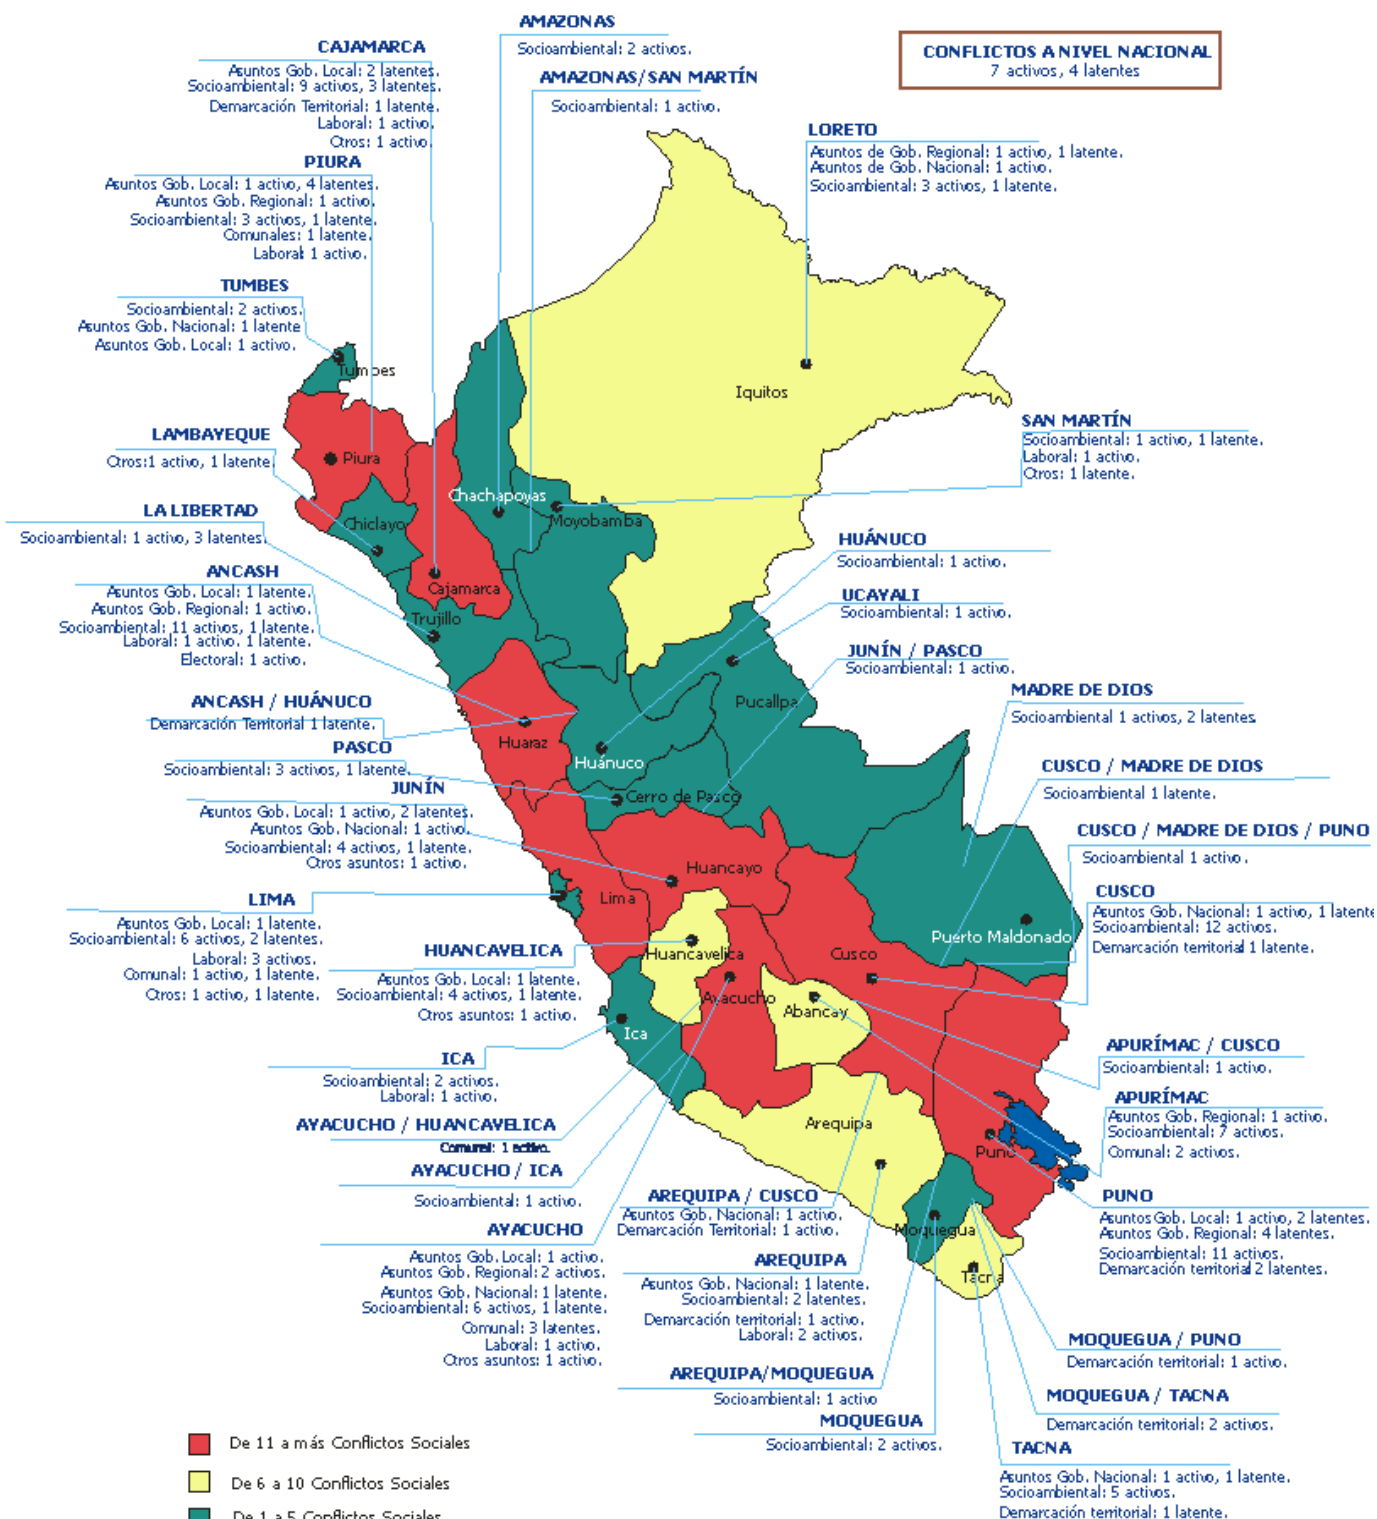 AMAZONAS
Socioambiental: 2 activos.
CAJAMARCA
Asuntos Gob. Local: 2 latentes.
Socioambiental: 9 activos, 3 latentes.
Demarcación Territorial: 1 latente.
Laboral: 1 activo.
Otros: 1 activo.
AMAZONAS/SAN MARTÍN
Socioambiental: 1 activo.
CONFLICTOS A NIVEL NACIONAL
7 activos, 4 latentes
LORETO
Asuntos de Gob. Regional: 1 activo, 1 latente.
Asuntos de Gob. Nacional: 1 activo.
Socioambiental: 3 activos, 1 latente.
PIURA
Asuntos Gob. Local: 1 activo, 4 latentes.
Asuntos Gob. Regional: 1 activo.
Socioambiental: 3 activos, 1 latente.
Comunales: 1 latente.
Laboral: 1 activo.
TUMBES
Socioambiental: 2 activos.
Asuntos Gob. Nacional: 1 latente
Asuntos Gob. Local: 1 activo.
Tumbes
Iquitos
LAMBAYEQUE
Otros:1 activo, 1 latente.
Piura
SAN MARTÍN
Socioambiental: 1 activo, 1 latente.
Laboral: 1 activo.
Otros: 1 latente.
Chachapoyas
Moyobamba
Chiclayo
LA LIBERTAD
Socioambiental: 1 activo, 3 latentes.
HUÁNUCO
Socioambiental: 1 activo.
ANCASH
Asuntos Gob. Local: 1 latente.
Asuntos Gob. Regional: 1 activo.
Socioambiental: 11 activos, 1 latente.
Laboral: 1 activo. 1 latente.
Electoral: 1 activo.
Cajamarca
Trujillo
UCAYALI
Socioambiental: 1 activo.
JUNÍN / PASCO
Socioambiental: 1 activo.
ANCASH / HUÁNUCO
Demarcación Territorial 1 latente.
Pucallpa
MADRE DE DIOS
Socioambiental 1 activos, 2 latentes
Huaraz
Huánuco
PASCO
Socioambiental: 3 activos, 1 latente.
Cerro de Pasco
CUSCO / MADRE DE DIOS
Socioambiental 1 latente.
JUNÍN
Asuntos Gob. Local: 1 activo, 2 latentes.
Asuntos Gob. Nacional: 1 activo.
Socioambiental: 4 activos, 1 latente.
Otros asuntos: 1 activo.
CUSCO / MADRE DE DIOS / PUNO
Socioambiental 1 activo.
Huancayo
Lima
LIMA
Asuntos Gob. Local: 1 latente.
Socioambiental: 6 activos, 2 latentes.
Laboral: 3 activos.
Comunal: 1 activo, 1 latente.
Otros: 1 activo, 1 latente.
CUSCO
Asuntos Gob. Nacional: 1 activo, 1 latente
Socioambiental: 12 activos.
Demarcación territorial 1 latente.
Puerto Maldonado
HUANCAVELICA
Asuntos Gob. Local: 1 latente.
Socioambiental: 4 activos, 1 latente.
Otros asuntos: 1 activo.
Huancavelica
Cusco
Ayacucho
Abancay
Ica
ICA
Socioambiental: 2 activos.
Laboral: 1 activo.
APURÍMAC / CUSCO
Socioambiental: 1 activo.
APURÍMAC
Asuntos Gob. Regional: 1 activo.
Socioambiental: 7 activos.
Comunal: 2 activos.
AYACUCHO / HUANCAVELICA
Comunal: 1 activo.
Arequipa
Puno
AYACUCHO / ICA
Socioambiental: 1 activo.
AREQUIPA / CUSCO
Asuntos Gob. Nacional: 1 activo.
Demarcación Territorial: 1 activo.
PUNO
Asuntos Gob. Local: 1 activo, 2 latentes.
Asuntos Gob. Regional: 4 latentes.
Socioambiental: 11 activos.
Demarcación territorial 2 latentes.
AYACUCHO
Asuntos Gob. Local: 1 activo.
Asuntos Gob. Regional: 2 activos.
Asuntos Gob. Nacional: 1 latente.
Socioambiental: 6 activos, 1 latente.
Comunal: 3 latentes.
Laboral: 1 activo.
Otros asuntos: 1 activo.
Moquegua
Tacna
AREQUIPA
Asuntos Gob. Nacional: 1 latente.
Socioambiental: 2 latentes.
Demarcación territorial: 1 activo.
Laboral: 2 activos.
MOQUEGUA / PUNO
Demarcación territorial: 1 activo.
AREQUIPA/MOQUEGUA
Socioambiental: 1 activo
MOQUEGUA / TACNA
Demarcación territorial: 2 activos.
MOQUEGUA
Socioambiental: 2 activos.
TACNA
Asuntos Gob. Nacional: 1 activo, 1 latente.
Socioambiental: 5 activos.
Demarcación territorial: 1 latente.
De 11 a más Conflictos Sociales
De 6 a 10 Conflictos Sociales
De 1 a 5 Conflictos Sociales